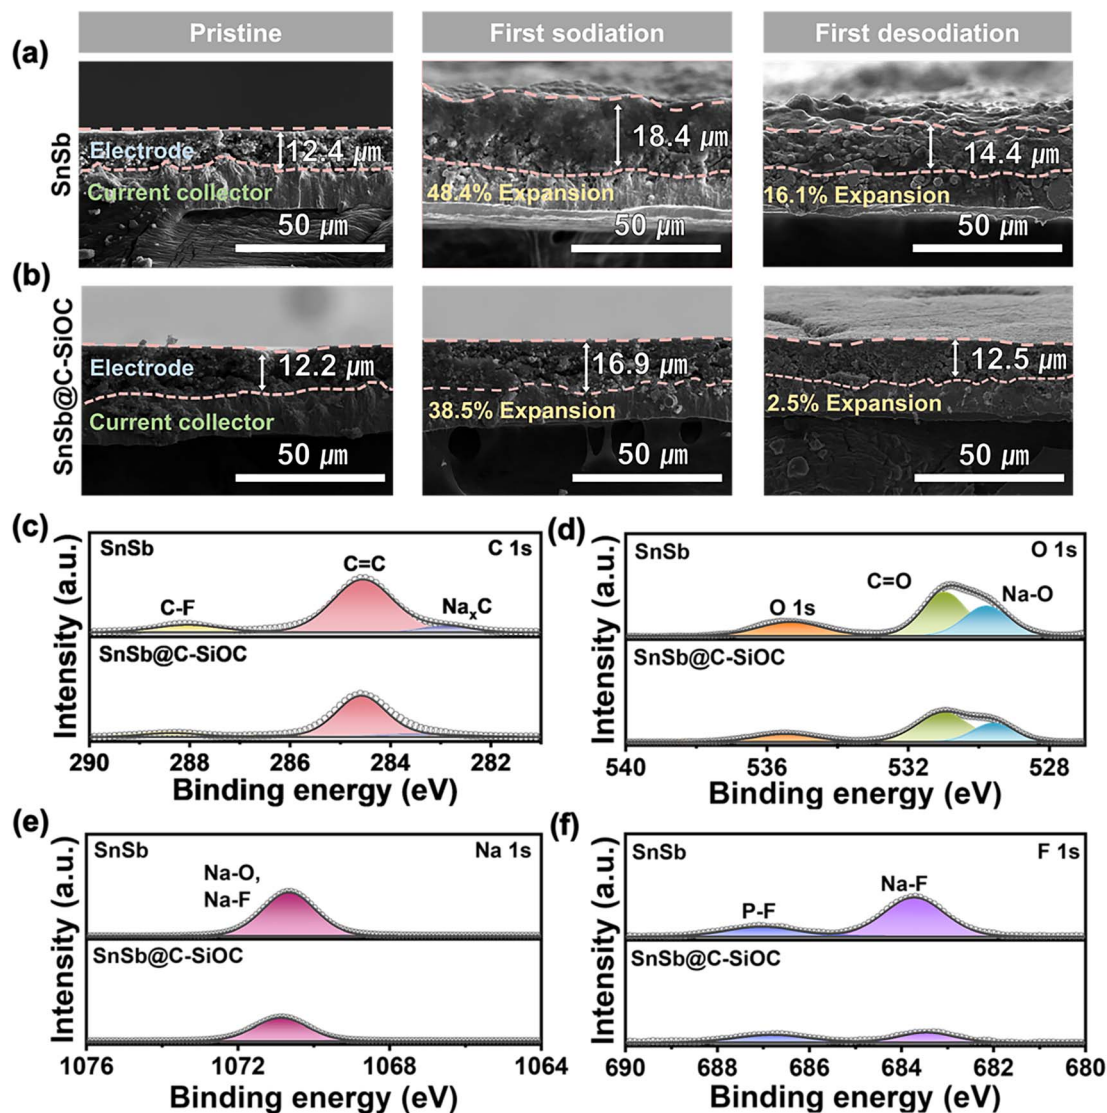 Pristine
First sodiation
First desodiation
(a)
SnSb
Electrode
12.4 ㎛
Current collector
50 ㎛
18.4 ㎛
48.4% Expansion
50 ㎛
14.4 ㎛
16.1% Expansion
50 ㎛
(b)
SnSb@C-SiOC
Electrode
12.2 ㎛
Current collector
50 ㎛
16.9 ㎛
38.5% Expansion
50 ㎛
12.5 ㎛
2.5% Expansion
50 ㎛
(c)
SnSb
C 1s
C=C
C-F
NaxC
SnSb@C-SiOC
Intensity (a.u.)
290 288 286 284 282
Binding energy (eV)
(d)
SnSb
O 1s
C=O
Na-O
O 1s
SnSb@C-SiOC
Intensity (a.u.)
540 536 532 528
Binding energy (eV)
(e)
SnSb
Na 1s
Na-O,
Na-F
SnSb@C-SiOC
Intensity (a.u.)
1076 1072 1068 1064
Binding energy (eV)
(f)
SnSb
F 1s
Na-F
P-F
SnSb@C-SiOC
Intensity (a.u.)
690 688 686 684 682 680
Binding energy (eV)